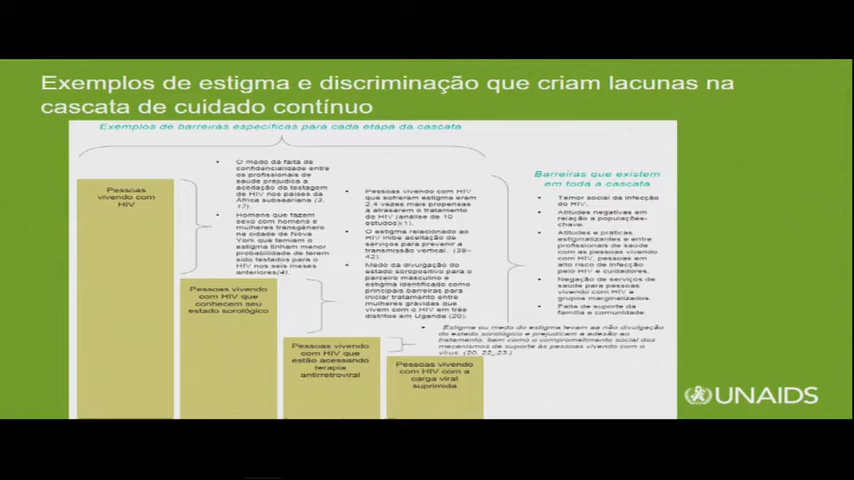 Exemplos de estigma e discriminação que criam lacunas na
cascata de cuidado contínuo
Exemplos de barreiras específicas para cada etapa da cascata
Pessoas
vivendo com
HIV
O medo da falta de
confidencialidade entre
os profissionais de
saúde prejudica a
aceitação da testagem
de HIV nos países da
África subsaariana (3,
17).
Homens que fazem
sexo com homens e
mulheres transgênero
na cidade de Nova
York que temiam o
estigma tinham menor
probabilidade de terem
sido testados para o
HIV nos seis meses
anteriores(4).
Pessoas vivendo
com HIV que
conhecem seu
estado sorológico
Pessoas vivendo com HIV
que sofreram estigma eram
2,4 vezes mais propensas
a atrasarem o tratamento
do HIV (análise de 10
estudos)(1).
O estigma relacionado ao
HIV inibe aceitação de
serviços para prevenir a
transmissão vertical. (38–
42).
Medo da divulgação do
estado soropositivo para o
parceiro masculino e
estigma identificado como
principais barreiras para
iniciar tratamento entre
mulheres grávidas que
vivem com o HIV em três
distritos em Uganda (20).
Pessoas vivendo
com HIV que
estão acessando
terapia
antirretroviral
Estigma ou medo do estigma levam aa não divulgação
do estado sorológico e prejudicam a adesão ao
tratamento, bem como o comprometimento social dos
mecanismos de suporte às pessoas vivendo com o
vírus. (20, 22, 23.)
Pessoas vivendo
com HIV com a
carga viral
suprimida
Barreiras que existem
em toda a cascata
Temor social da infecção
do HIV.
Atitudes negativas em
relação a populações-
chave.
Atitudes e práticas
estigmatizantes e entre
profissionais de saúde
com as pessoas vivendo
com HIV, pessoas em
alto risco de infecção
pelo HIV e cuidadores.
Negação de serviços de
saúde para pessoas
vivendo com HIV e
grupos marginalizados.
Falta de suporte da
família e comunidade.
UNAIDS